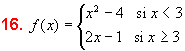 16. f(x) = { x² − 4 si x < 3
2x − 1 si x ≥ 3